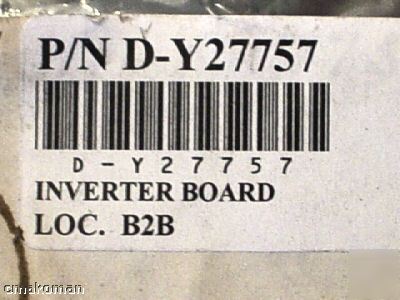 P/N D-Y27757
D-Y27757
INVERTER BOARD
LOC. B2B
cmakoman